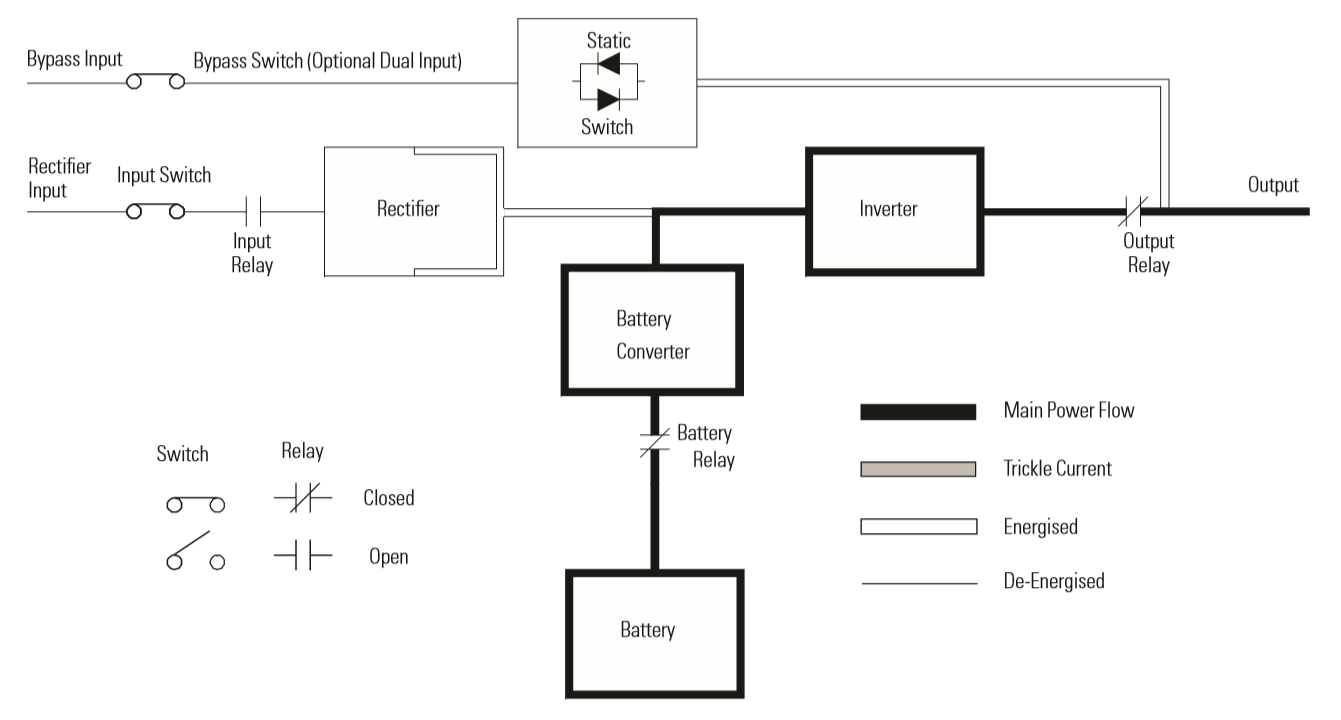 Static
Bypass Input
Bypass Switch (Optional Dual Input)
Switch
Rectifier
Input
Input Switch
Rectifier
Inverter
Output
Input
Relay
Output
Relay
Battery
Converter
Main Power Flow
Battery
Relay
Switch
Relay
Trickle Current
Closed
Energised
Open
De-Energised
Battery